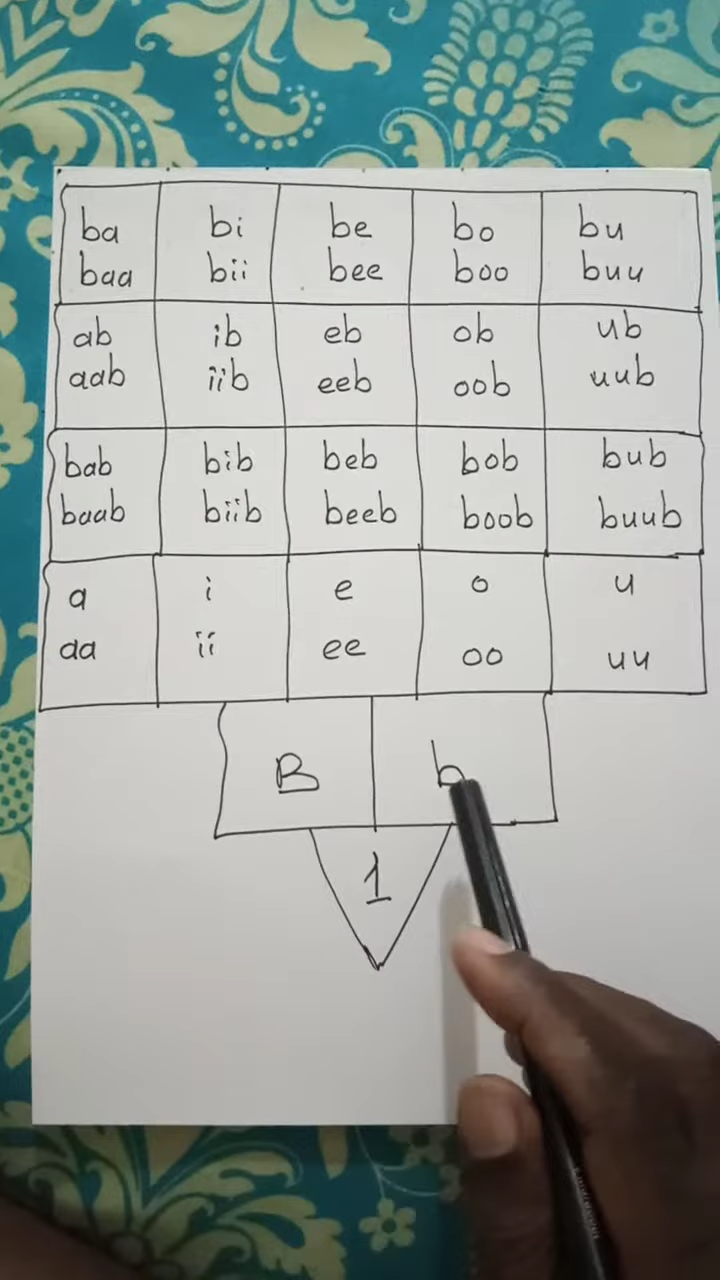 ba bi be bo bu
baa bii bee boo buu
ab ib eb ob ub
aab iib eeb oob uub
bab bib beb bob bub
baab biib beeb boob buub
a i e o u
aa ii ee oo uu
B b
1